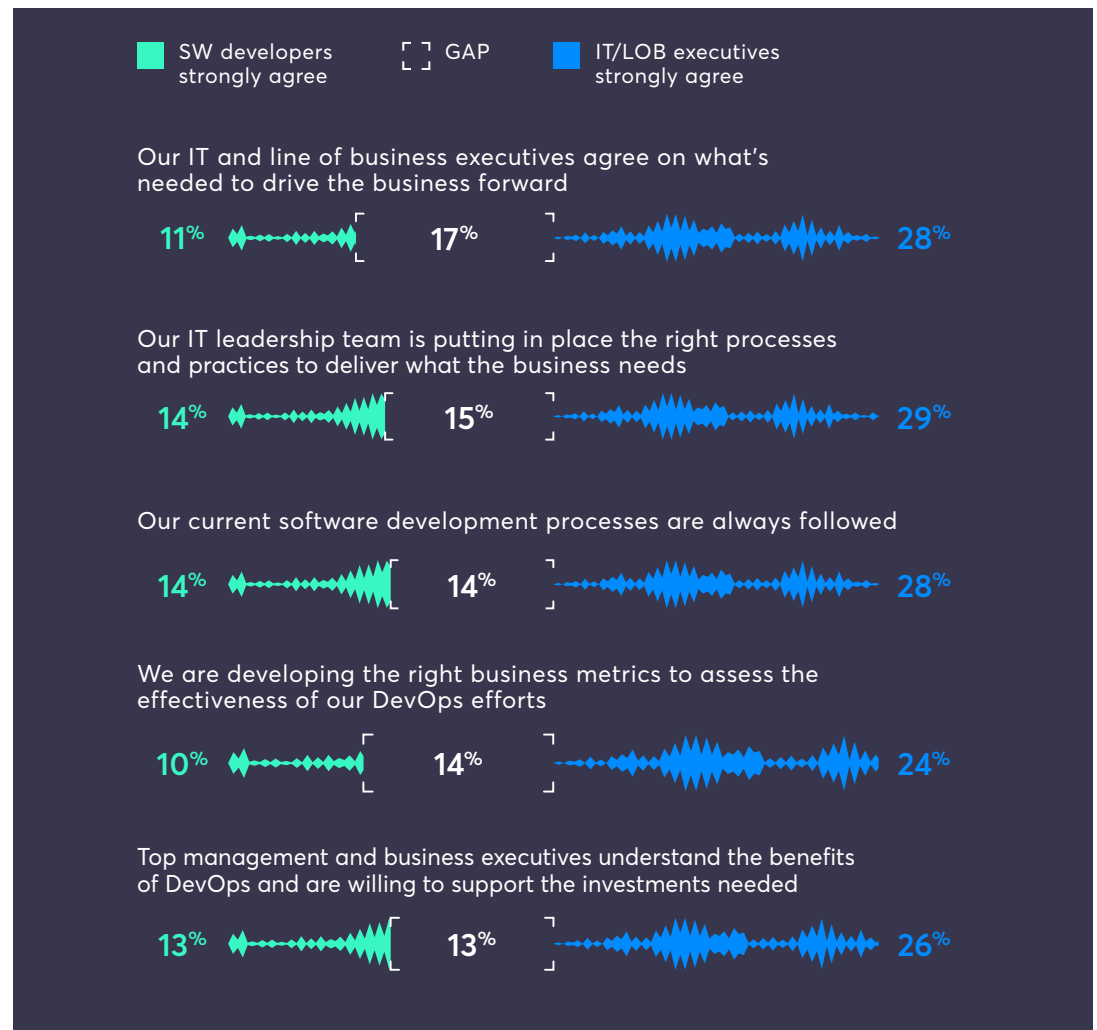 SW developers
strongly agree
GAP
IT/LOB executives
strongly agree
Our IT and line of business executives agree on what's
needed to drive the business forward
11% 17% 28%
Our IT leadership team is putting in place the right processes
and practices to deliver what the business needs
14% 15% 29%
Our current software development processes are always followed
14% 14% 28%
We are developing the right business metrics to assess the
effectiveness of our DevOps efforts
10% 14% 24%
Top management and business executives understand the benefits
of DevOps and are willing to support the investments needed
13% 13% 26%